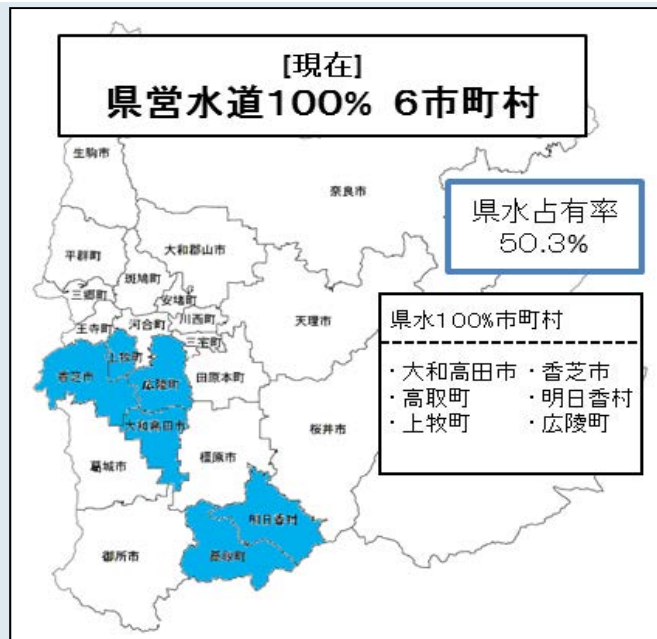 [現在]
県営水道100% 6市町村
生駒市
奈良市
県水占有率
50.3%
平群町
大和郡山市
斑鳩町
三郷町
安堵町
王寺町
河合町
川西町
天理市
三宅町
上牧町
香芝市
広陵町
田原本町
大和高田市
葛城市
橿原市
桜井市
明日香村
御所市
高取町
県水100%市町村
・大和高田市 ・香芝市
・高取町 ・明日香村
・上牧町 ・広陵町